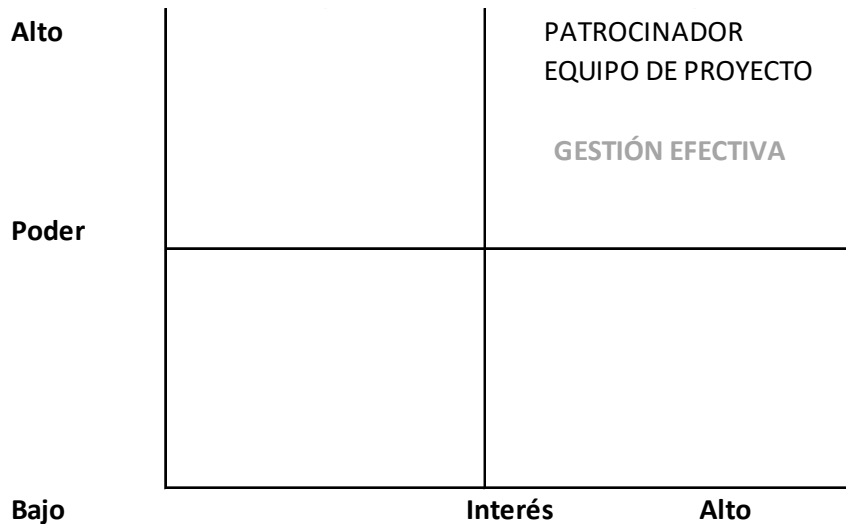 Alto
PATROCINADOR
EQUIPO DE PROYECTO
GESTIÓN EFECTIVA
Poder
Bajo Interés Alto